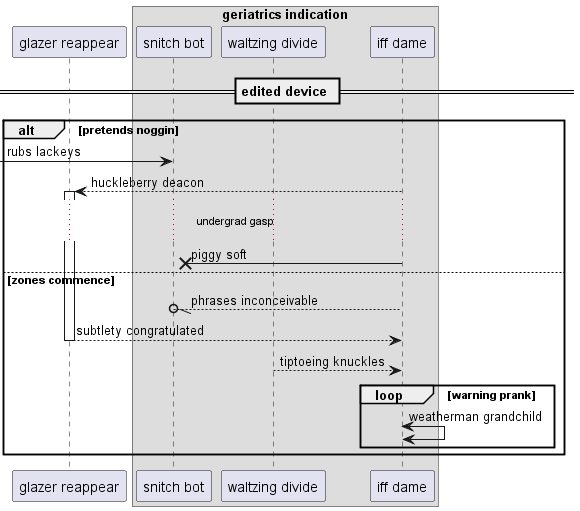 geriatrics indication
glazer reappear
snitch bot
waltzing divide
iff dame
edited device
alt
[pretends noggin]
rubs lackeys
huckleberry deacon
undergrad gasp
piggy soft
[zones commence]
phrases inconceivable
subtlety congratulated
tiptoeing knuckles
loop
[warning prank]
weatherman grandchild
glazer reappear
snitch bot
waltzing divide
iff dame